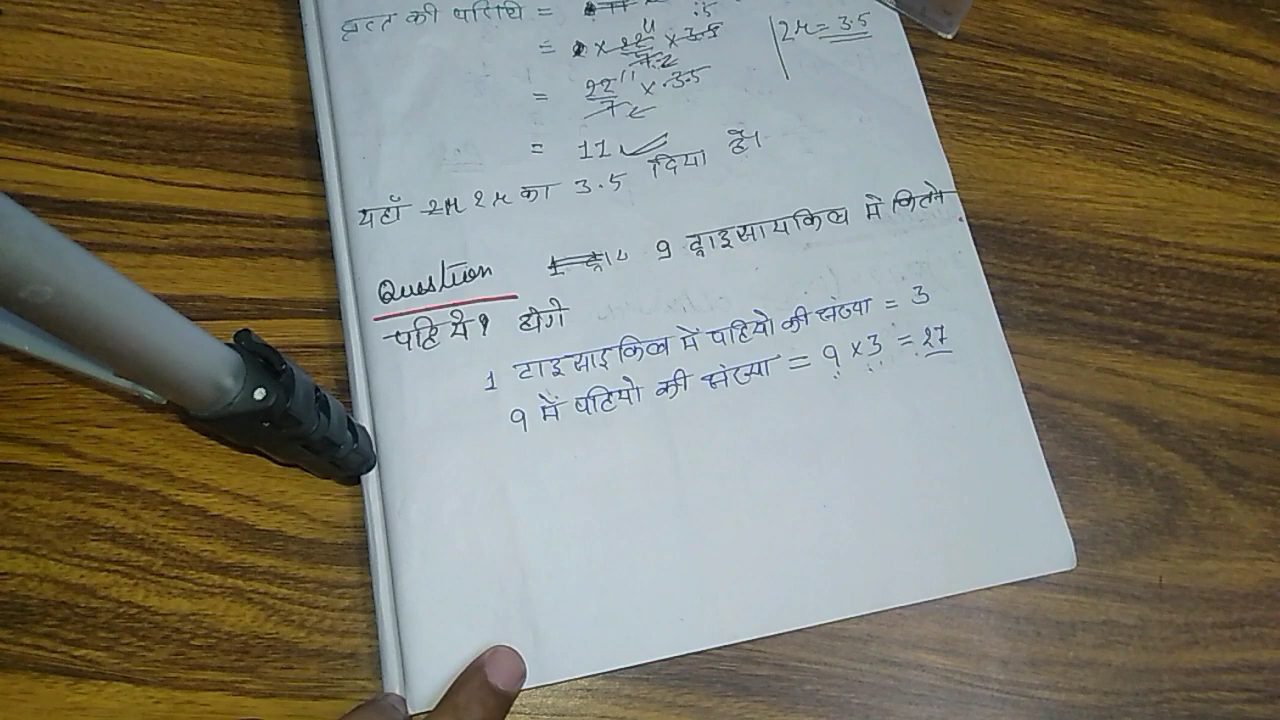 वृत्त की परिधि =
= 2 × 22/7 × 3.5 |2r = 3.5
= 22/7 × 3.5
= 11
यहाँ 2r का 3.5 दिया है।
Question 9 ट्राइसायकिल में कितने
पहिये होगे
1 टाइसाइकिल में पहियो की संख्या = 3
9 में पहियो की संख्या = 9 × 3 = 27